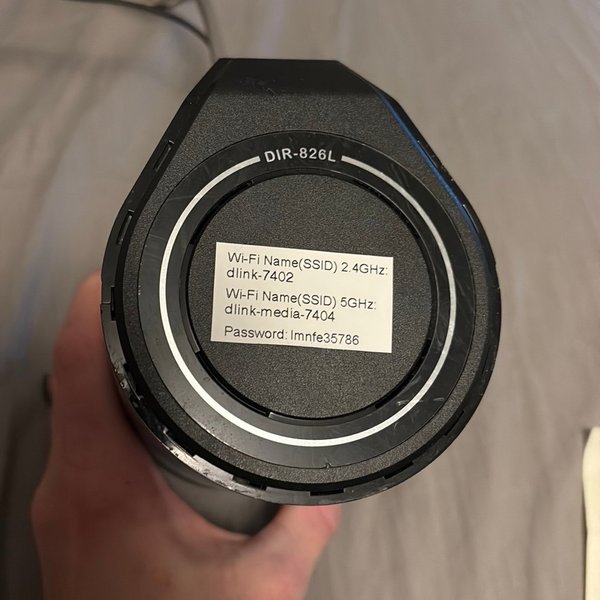 DIR-826L
Wi-Fi Name(SSID) 2.4GHz:
dlink-7402
Wi-Fi Name(SSID) 5GHz:
dlink-media-7404
Password: lmnfe35786